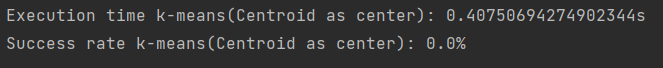 Execution time k-means(Centroid as center): 0.40750694274902344s
Success rate k-means(Centroid as center): 0.0%